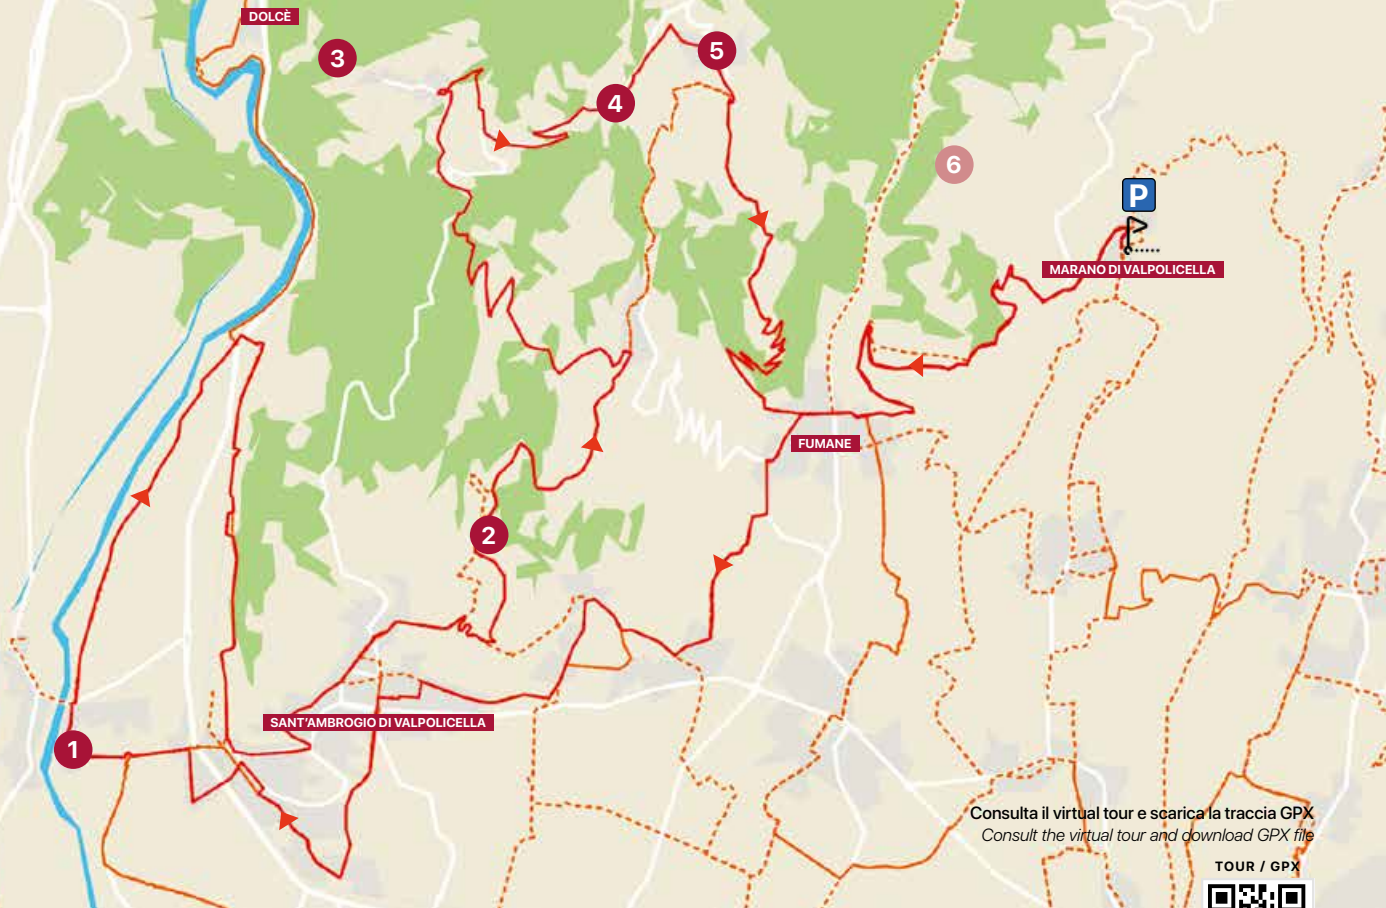 DOLCÈ
3
5
4
6
P
MARANO DI VALPOLICELLA
FUMANE
2
SANT'AMBROGIO DI VALPOLICELLA
1
Consulta il virtual tour e scarica la traccia GPX
Consult the virtual tour and download GPX file
TOUR / GPX